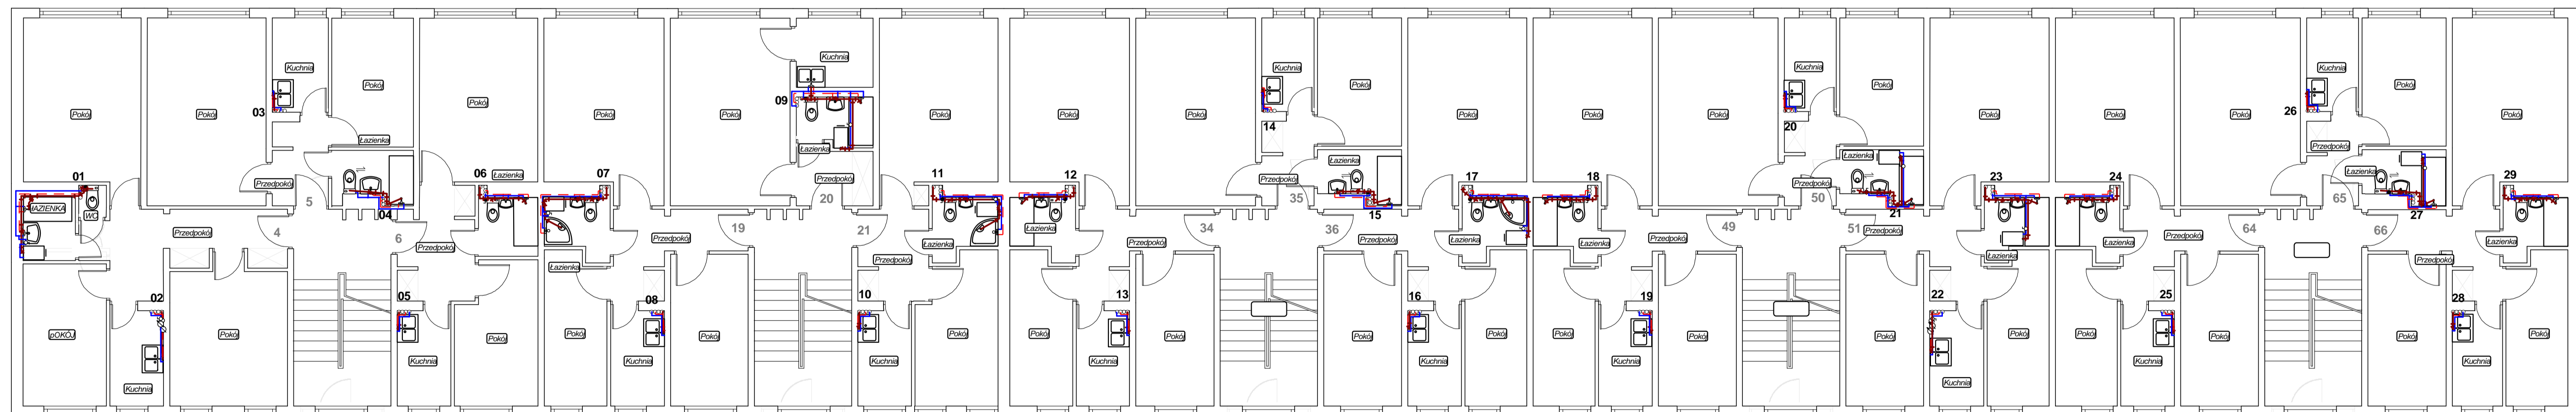 Kuchnia
Pokój
Pokój
Pokój
Pokój
Pokój
Łazienka
03
01
06
Łazienka
Przedpokój
ŁAZIENKA
WC
04
5
4
6
Przedpokój
Przedpokój
02
05
pOKÓJ
Pokój
Pokój
Kuchnia
Kuchnia
Kuchnia
Pokój
Pokój
09
Pokój
Łazienka
Przedpokój
07
11
20
19
21
Przedpokój
Łazienka
Łazienka
Przedpokój
08
10
Pokój
Pokój
Pokój
Kuchnia
Kuchnia
Kuchnia
Pokój
Pokój
14
Pokój
Pokój
Łazienka
12
Przedpokój
17
35
15
Łazienka
34
36
Przedpokój
Przedpokój
Łazienka
13
16
Pokój
Pokój
Pokój
Pokój
Kuchnia
Kuchnia
Kuchnia
Pokój
Pokój
20
Pokój
Pokój
Łazienka
18
Przedpokój
23
50
21
Łazienka
49
51
Przedpokój
Przedpokój
Łazienka
19
22
Pokój
Pokój
Pokój
Pokój
Kuchnia
Kuchnia
Kuchnia
Pokój
Pokój
26
Pokój
Pokój
Przedpokój
Łazienka
24
29
65
27
Łazienka
64
66
Przedpokój
Łazienka
Przedpokój
25
28
Pokój
Pokój
Pokój
Pokój
Kuchnia
Kuchnia